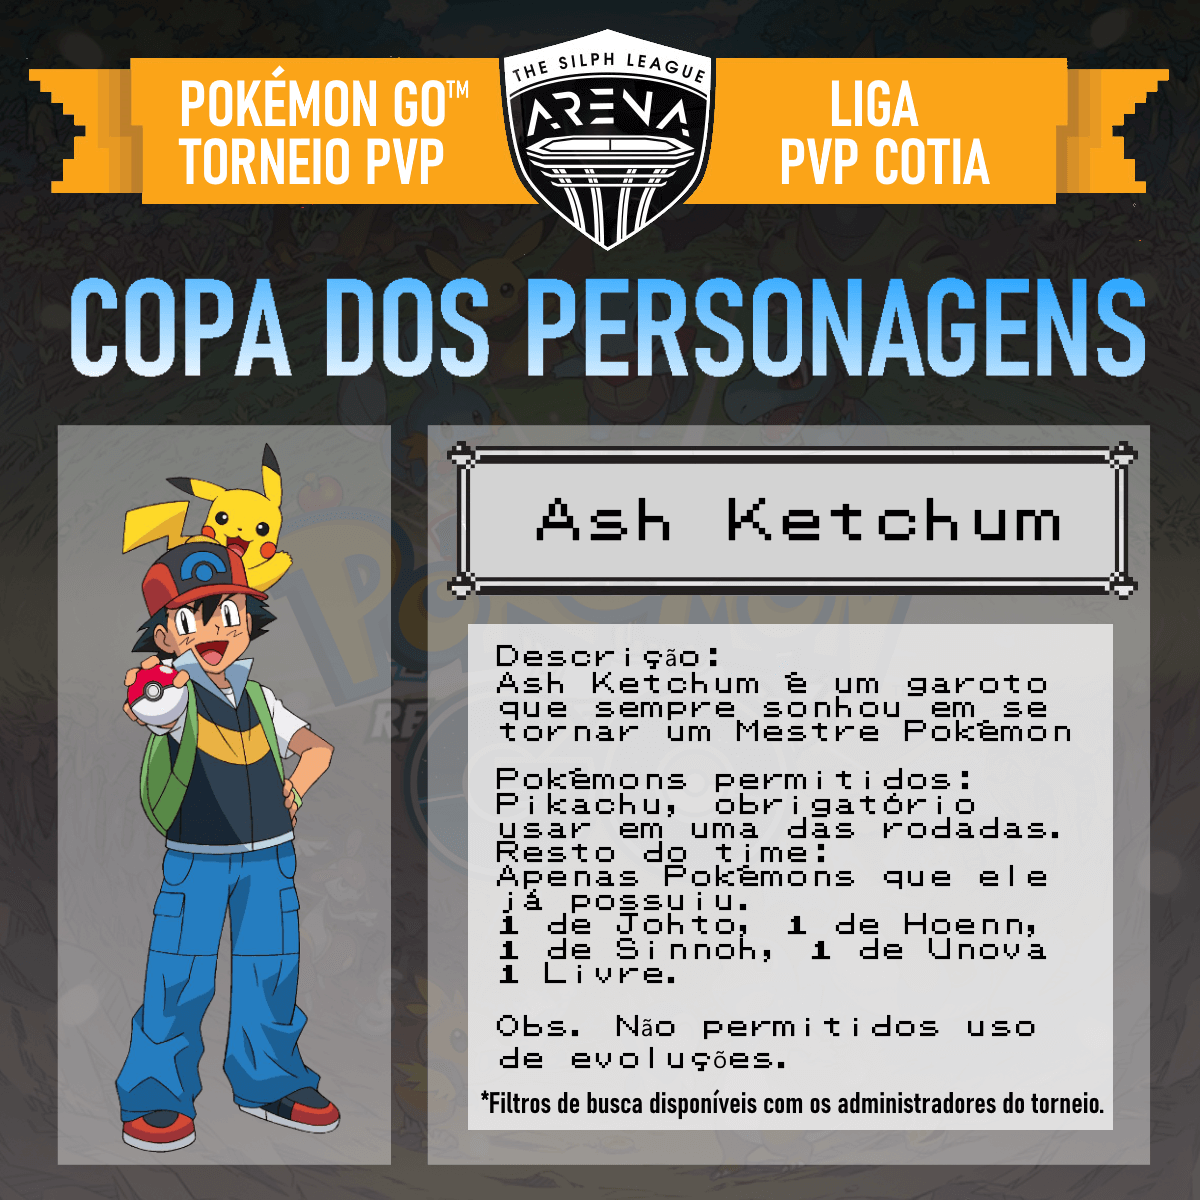 POKÉMON GO™
TORNEIO PVP
THE SILPH LEAGUE
ARENA
LIGA
PVP COTIA
COPA DOS PERSONAGENS
Ash Ketchum
Descrição:
Ash Ketchum é um garoto
que sempre sonhou em se
tornar um Mestre Pokémon
Pokémons permitidos:
Pikachu, obrigatório
usar em uma das rodadas.
Resto do time:
Apenas Pokémons que ele
já possuiu.
1 de Johto, 1 de Hoenn,
1 de Sinnoh, 1 de Unova
1 Livre.
Obs. Não permitidos uso
de evoluções.
*Filtros de busca disponíveis com os administradores do torneio.
POKÉMON